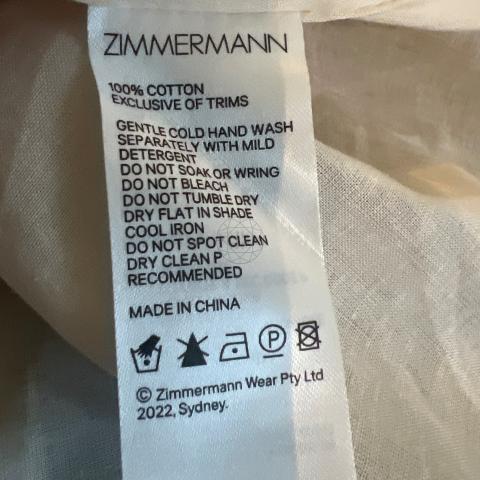 ZIMMERMANN
100% COTTON
EXCLUSIVE OF TRIMS
GENTLE COLD HAND WASH
SEPARATELY WITH MILD
DETERGENT
DO NOT SOAK OR WRING
DO NOT BLEACH
DO NOT TUMBLE DRY
DRY FLAT IN SHADE
COOL IRON
DO NOT SPOT CLEAN
DRY CLEAN P
RECOMMENDED
MADE IN CHINA
P
© Zimmermann Wear Pty Ltd
2022, Sydney.